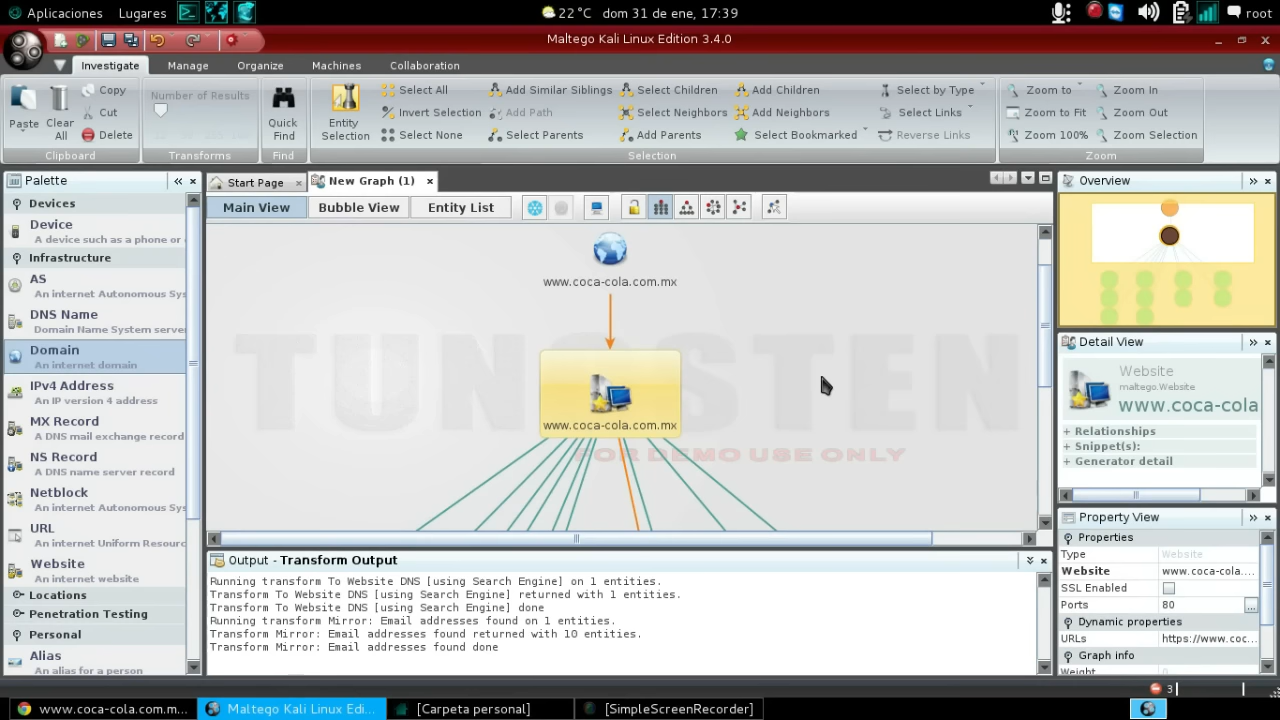 Aplicaciones Lugares 22°C dom 31 de ene, 17:39 root
Maltego Kali Linux Edition 3.4.0
Investigate Manage Organize Machines Collaboration
Paste
Clear All
Copy
Cut
Delete
Clipboard
Number of Results
Transforms
Quick Find
Find
Entity Selection
Select All
Invert Selection
Select None
Add Similar Siblings
Add Path
Select Parents
Select Children
Select Neighbors
Add Parents
Add Children
Add Neighbors
Select Bookmarked
Select by Type
Select Links
Reverse Links
Selection
Zoom to
Zoom to Fit
Zoom 100%
Zoom In
Zoom Out
Zoom Selection
Zoom
Palette
Devices
Device
A device such as a phone or
Infrastructure
AS
An internet Autonomous Sys
DNS Name
Domain Name System server
Domain
An internet domain
IPv4 Address
An IP version 4 address
MX Record
A DNS mail exchange record
NS Record
A DNS name server record
Netblock
An internet Autonomous Sys
URL
An internet Uniform Resourc
Website
An internet website
Locations
Penetration Testing
Personal
Alias
An alias for a person
Start Page
New Graph (1)
Main View Bubble View Entity List
www.coca-cola.com.mx
TUNGSTEN
www.coca-cola.com.mx
FOR DEMO USE ONLY
Output - Transform Output
Running transform To Website DNS [using Search Engine] on 1 entities.
Transform To Website DNS [using Search Engine] returned with 1 entities.
Transform To Website DNS [using Search Engine] done
Running transform Mirror: Email addresses found on 1 entities.
Transform Mirror: Email addresses found returned with 10 entities.
Transform Mirror: Email addresses found done
Overview
Detail View
Website
maltego.Website
www.coca-cola
+ Relationships
+ Snippet(s):
+ Generator detail
Property View
Properties
Type Website
Website www.coca-cola....
SSL Enabled
Ports 80 ...
Dynamic properties
URLs https://www.coc...
Graph info
Weight 0
3
www.coca-cola.com.m...
Maltego Kali Linux Edi...
[Carpeta personal]
[SimpleScreenRecorder]